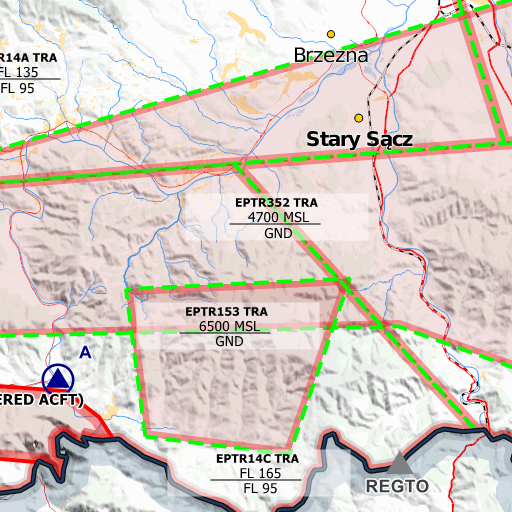 Brzezna
R14A TRA
FL 135
FL 95
Stary Sącz
EPTR352 TRA
4700 MSL
GND
EPTR153 TRA
6500 MSL
GND
A
ERED ACFT)
EPTR14C TRA
FL 165
FL 95
REGTO